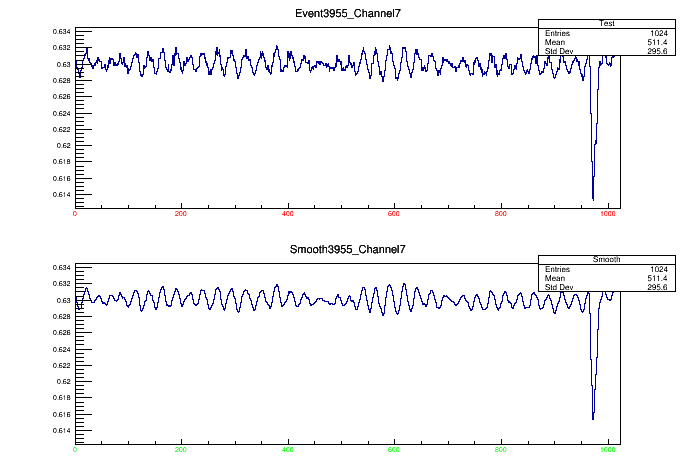 Event3955_Channel7
Test
Entries 1024
Mean 511.4
Std Dev 295.6
0.634
0.632
0.63
0.628
0.626
0.624
0.622
0.62
0.618
0.616
0.614
0 200 400 600 800 1000
Smooth3955_Channel7
Smooth
Entries 1024
Mean 511.4
Std Dev 295.6
0.634
0.632
0.63
0.628
0.626
0.624
0.622
0.62
0.618
0.616
0.614
0 200 400 600 800 1000